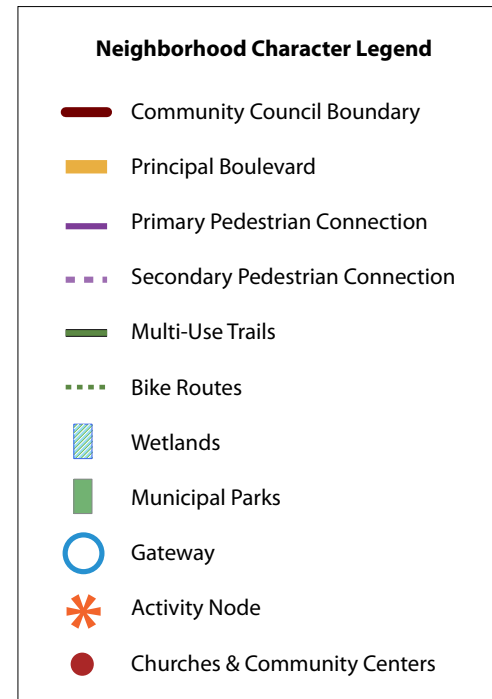 Neighborhood Character Legend
Community Council Boundary
Principal Boulevard
Primary Pedestrian Connection
Secondary Pedestrian Connection
Multi-Use Trails
Bike Routes
Wetlands
Municipal Parks
Gateway
Activity Node
Churches & Community Centers